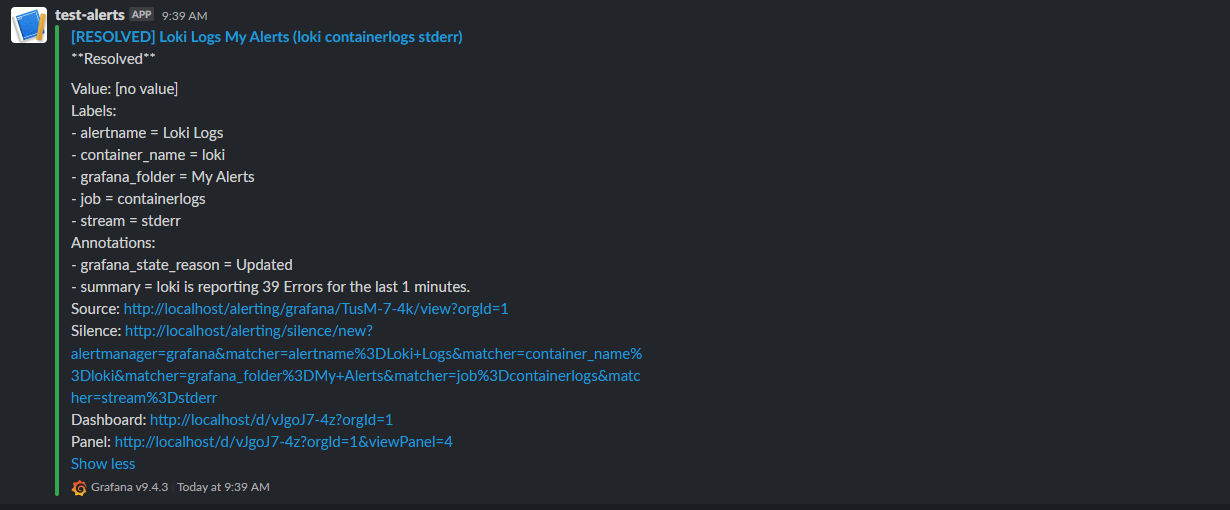 test-alerts APP 9:39 AM
[RESOLVED] Loki Logs My Alerts (loki containerlogs stderr)
**Resolved**
Value: [no value]
Labels:
- alertname = Loki Logs
- container_name = loki
- grafana_folder = My Alerts
- job = containerlogs
- stream = stderr
Annotations:
- grafana_state_reason = Updated
- summary = loki is reporting 39 Errors for the last 1 minutes.
Source: http://localhost/alerting/grafana/TusM-7-4k/view?orgId=1
Silence: http://localhost/alerting/silence/new?
alertmanager=grafana&matcher=alertname%3DLoki+Logs&matcher=container_name%
3Dloki&matcher=grafana_folder%3DMy+Alerts&matcher=job%3Dcontainerlogs&matc
her=stream%3Dstderr
Dashboard: http://localhost/d/vJgoJ7-4z?orgId=1
Panel: http://localhost/d/vJgoJ7-4z?orgId=1&viewPanel=4
Show less
Grafana v9.4.3 | Today at 9:39 AM